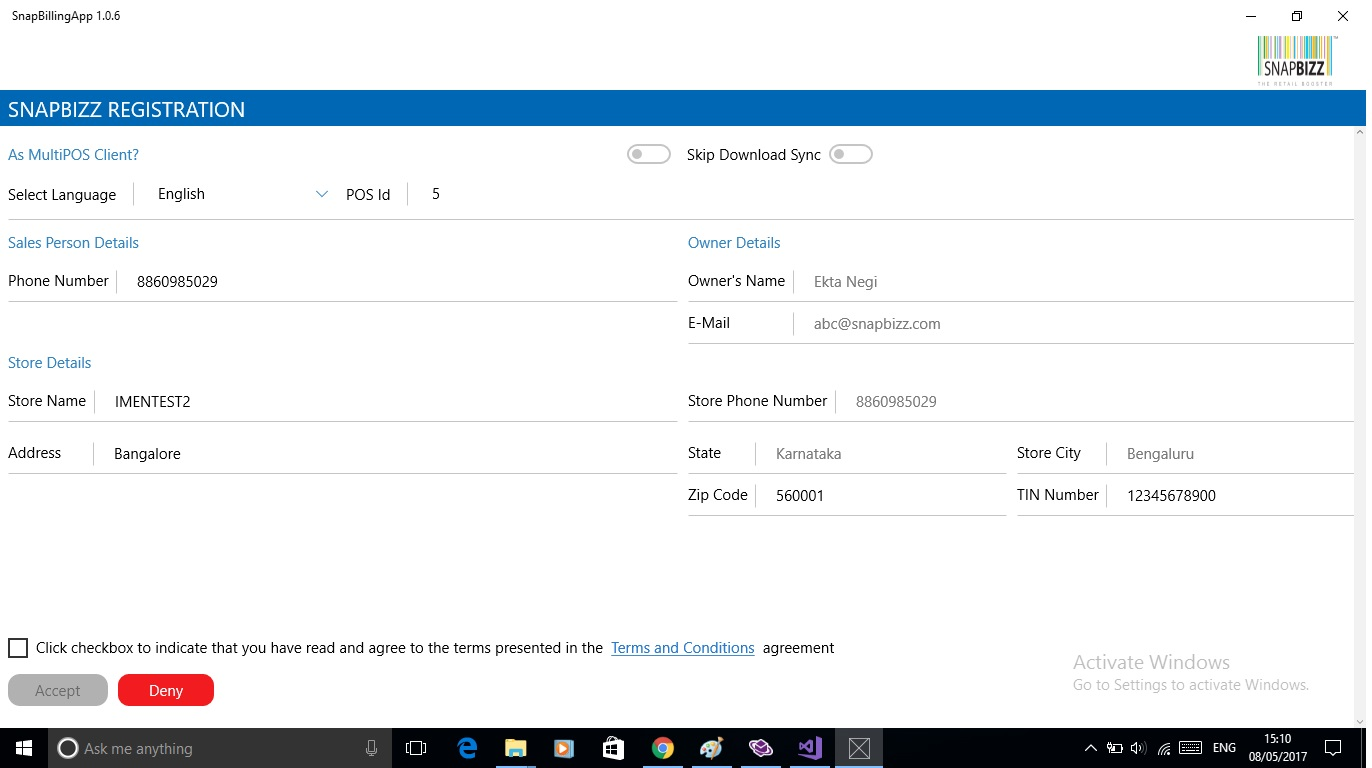 SnapBillingApp 1.0.6
SNAPBIZZ
THE RETAIL BOOSTER
SNAPBIZZ REGISTRATION
As MultiPOS Client? Skip Download Sync
Select Language English POS Id 5
Sales Person Details Owner Details
Phone Number 8860985029 Owner's Name Ekta Negi
E-Mail abc@snapbizz.com
Store Details
Store Name IMENTEST2 Store Phone Number 8860985029
Address Bangalore State Karnataka Store City Bengaluru
Zip Code 560001 TIN Number 12345678900
Click checkbox to indicate that you have read and agree to the terms presented in the Terms and Conditions agreement
Accept Deny
Activate Windows
Go to Settings to activate Windows.
Ask me anything
ENG
15:10
08/05/2017